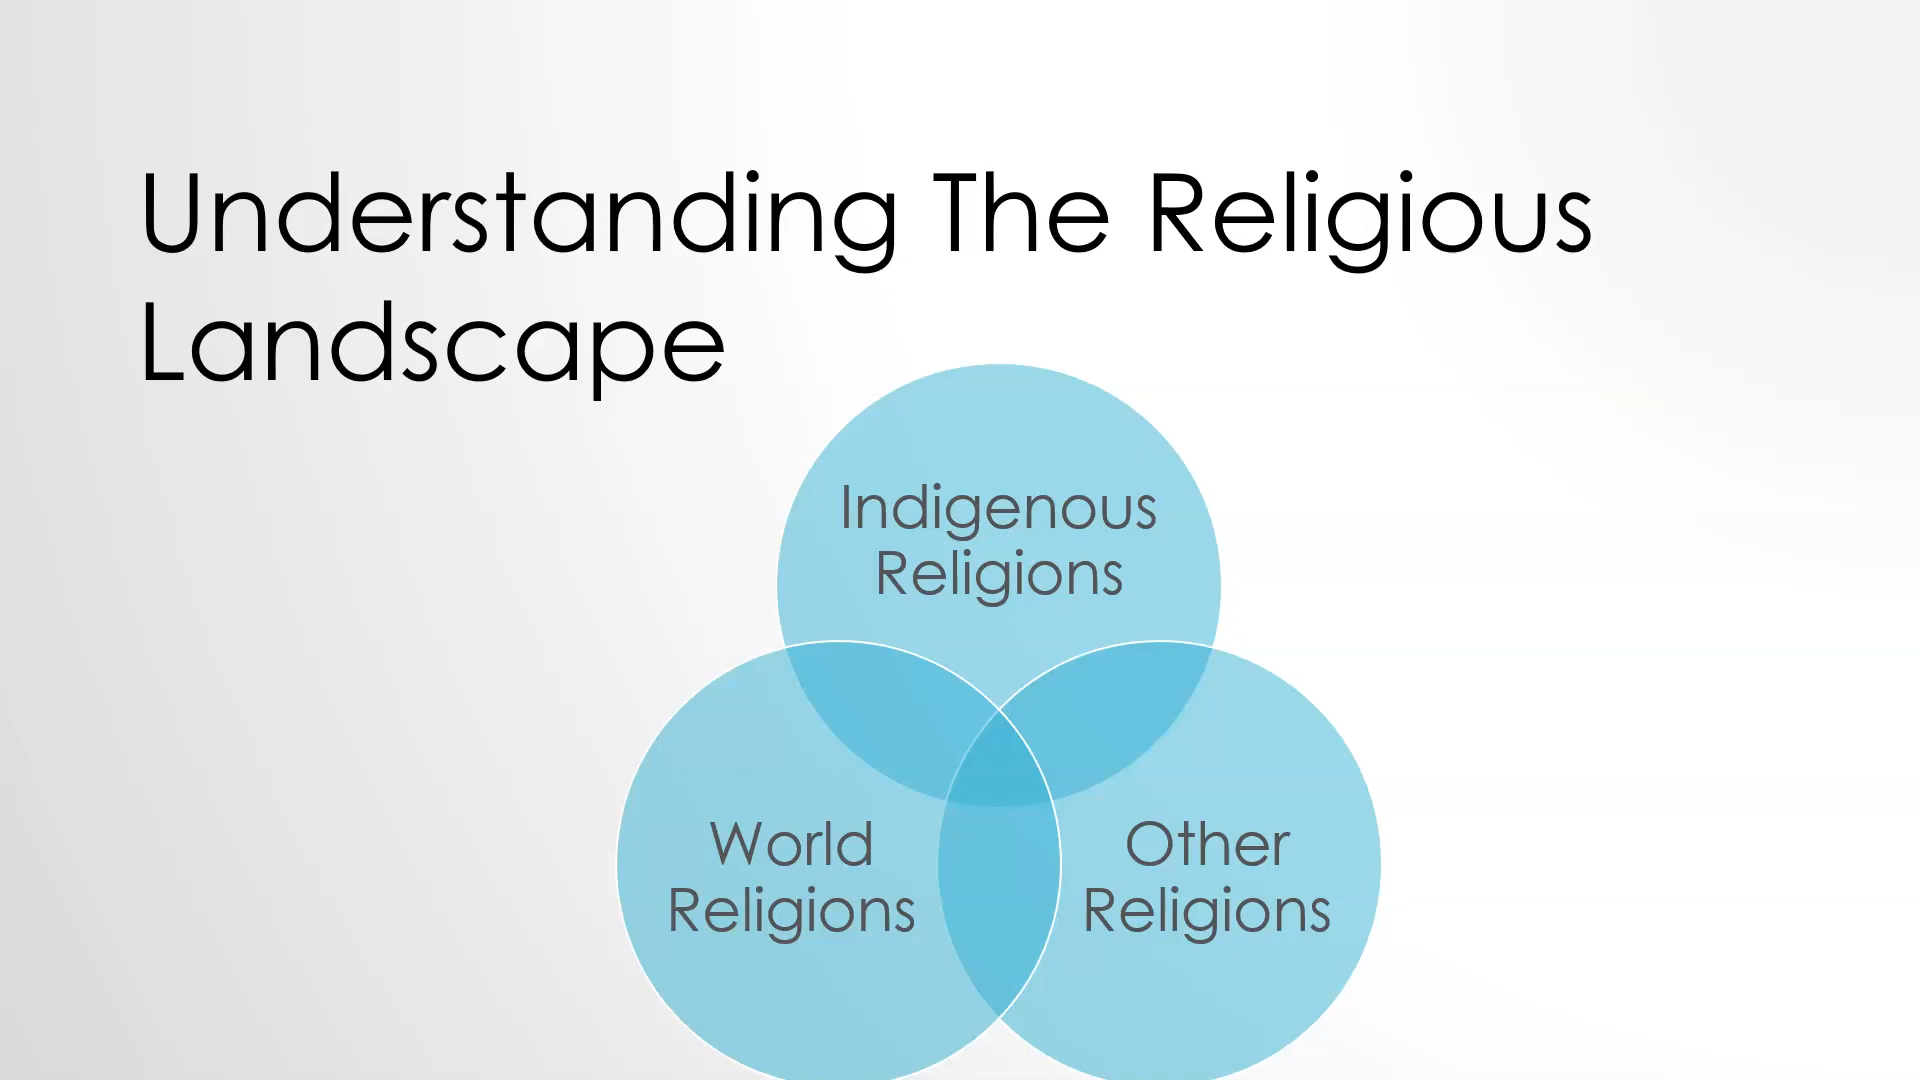 Understanding The Religious
Landscape
Indigenous
Religions
World
Religions
Other
Religions